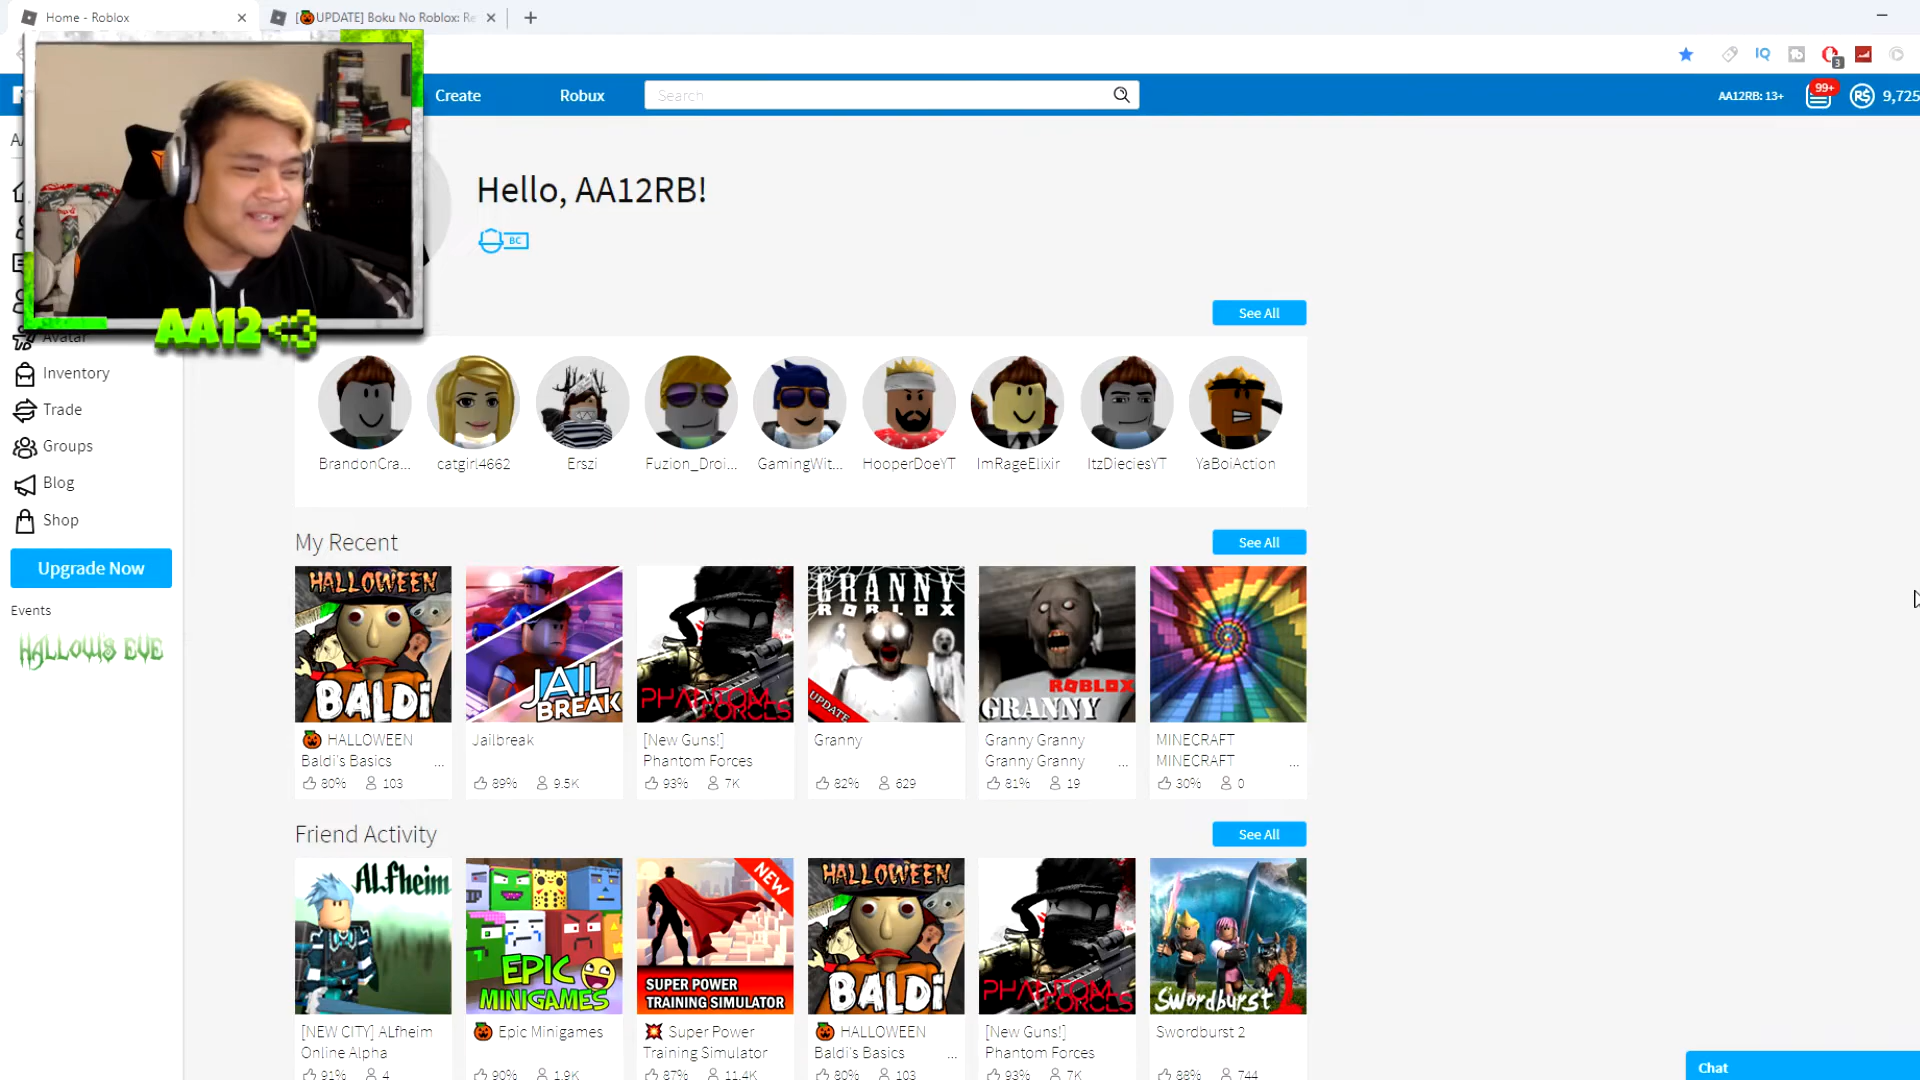 Home - Roblox
[🎃UPDATE] Boku No Roblox: Re
Create
Robux
Search
AA12RB: 13+
99+
9,725
3
Hello, AA12RB!
BC
AA12 <3
Avatar
Inventory
Trade
Groups
Blog
Shop
Upgrade Now
Events
HALLOW'S EVE
See All
BrandonCra...
catgirl4662
Erszi
Fuzion_Droi...
GamingWit...
HooperDoeYT
ImRageElixir
ItzDieciesYT
YaBoiAction
My Recent
See All
HALLOWEEN
BALDI
JAIL
BREAK
PHANTOM
FORCES
GRANNY
ROBLOX
UPDATE
ROBLOX
GRANNY
🎃 HALLOWEEN
Baldi's Basics ...
80% 103
Jailbreak
89% 9.5K
[New Guns!]
Phantom Forces
93% 7K
Granny
82% 629
Granny Granny
Granny Granny ...
81% 19
MINECRAFT
MINECRAFT ...
30% 0
Friend Activity
See All
ALfheim
EPIC
MINIGAMES
NEW
SUPER POWER
TRAINING SIMULATOR
HALLOWEEN
BALDI
PHANTOM
FORCES
Swordburst 2
[NEW CITY] ALfheim
Online Alpha
91% 4
🎃 Epic Minigames
90% 1.9K
💥 Super Power
Training Simulator
87% 11.4K
🎃 HALLOWEEN
Baldi's Basics ...
80% 103
[New Guns!]
Phantom Forces
93% 7K
Swordburst 2
88% 744
Chat